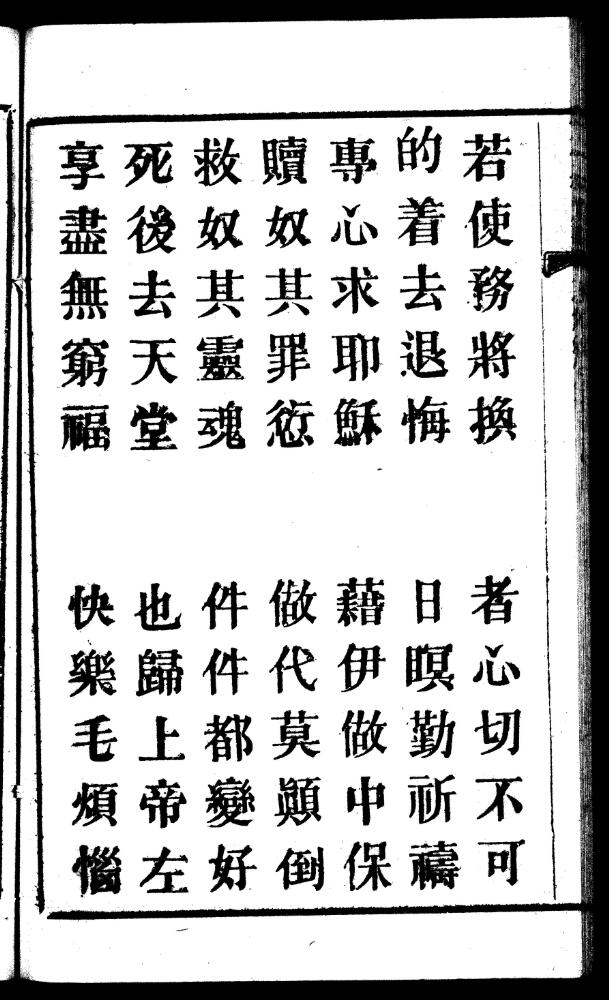 若使務將換　者心切不可
的着去退悔　日暝勤祈禱
專心求耶穌　藉伊做中保
贖奴其罪愆　做代莫顚倒
救奴其靈魂　件件都變好
死後去天堂　也歸上帝左
享盡無窮福　快樂毛煩惱